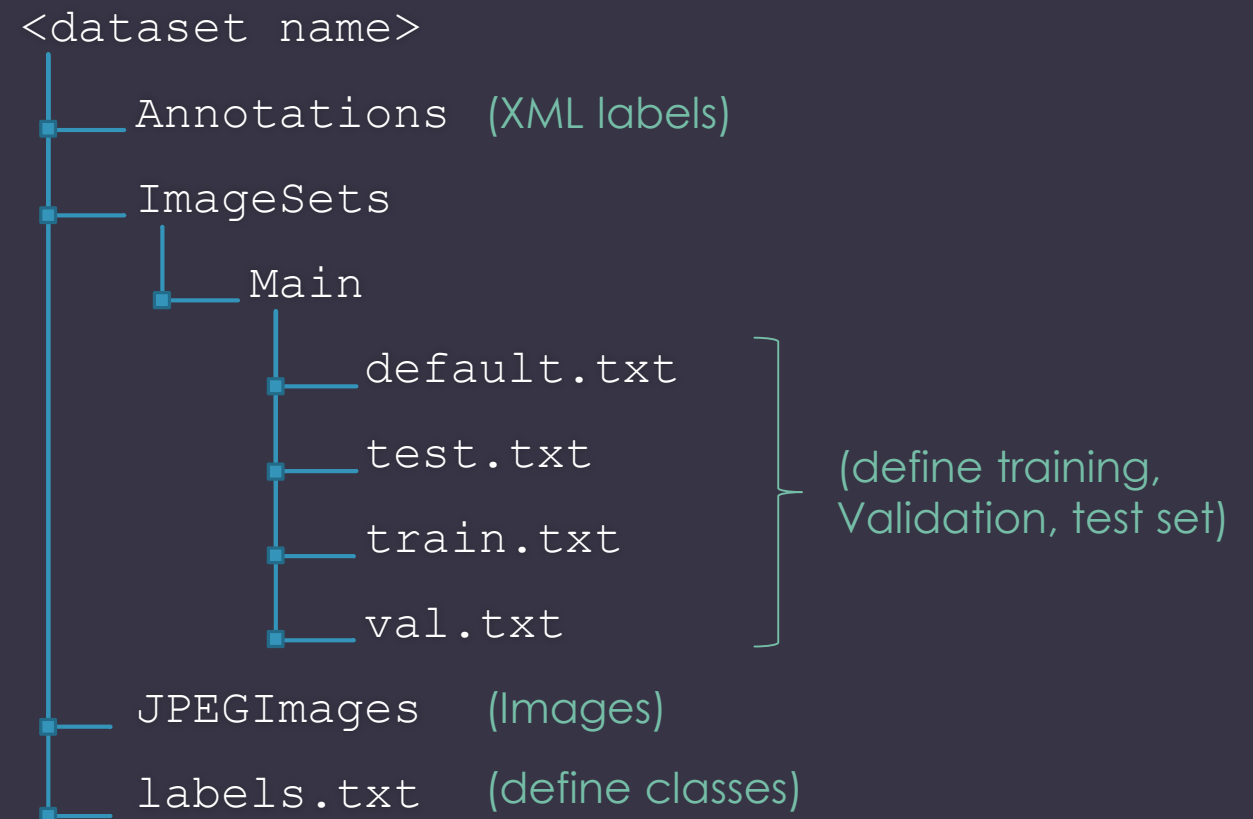 <dataset name>
Annotations (XML labels)
ImageSets
Main
default.txt
test.txt
(define training,
Validation, test set)
train.txt
val.txt
JPEGImages (Images)
labels.txt (define classes)